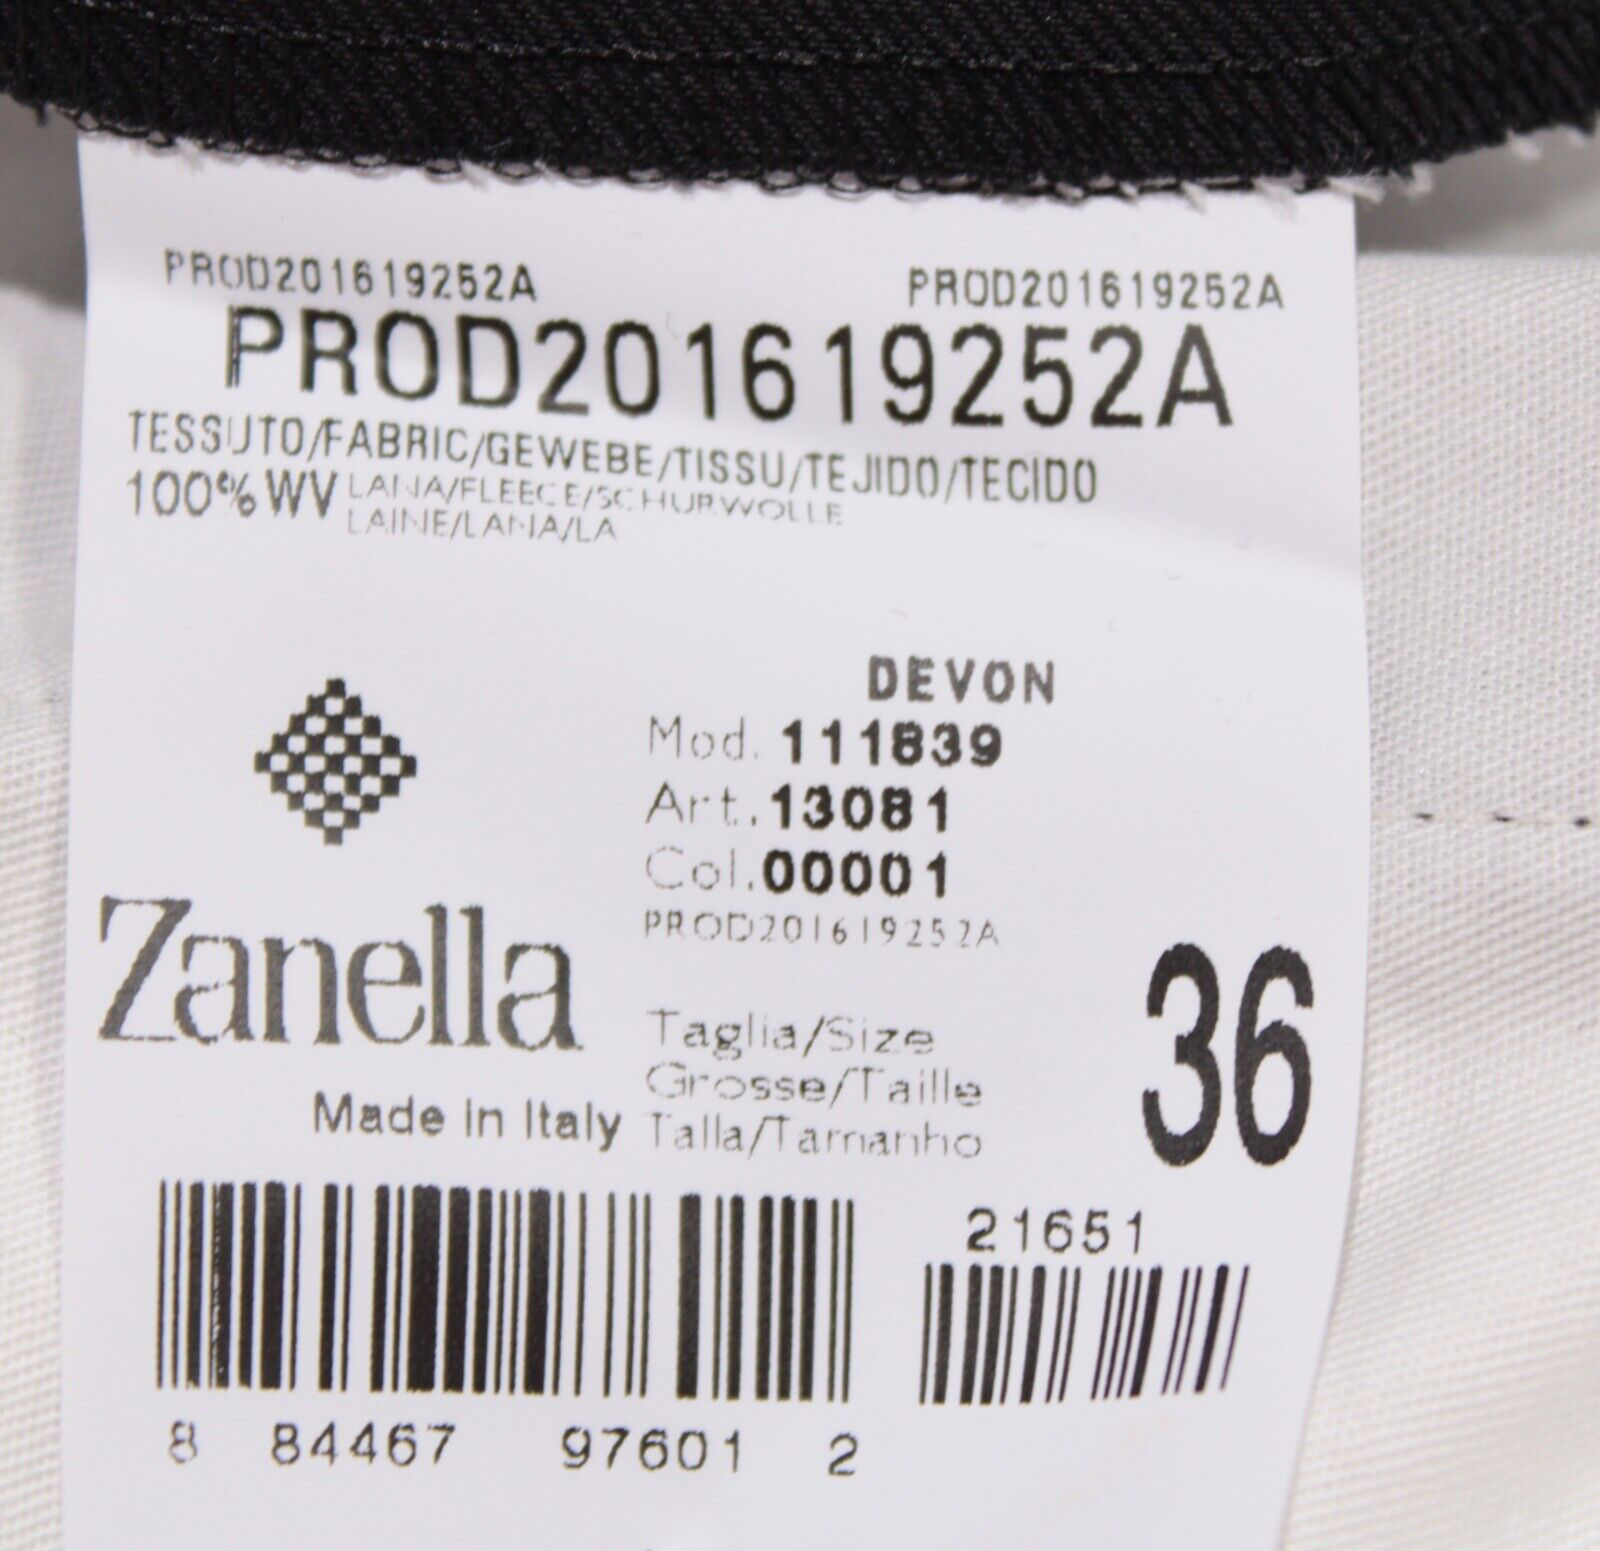 PROD201619252A PROD201619252A
PROD201619252A
TESSUTO/FABRIC/GEWEBE/TISSU/TEJIDO/TECIDO
100% WV LANA/FLEECE/SCHURWOLLE
LAINE/LANA/LA
DEVON
Mod. 111839
Art. 13081
Col. 00001
PROD201619252A
Zanella
Made in Italy
Taglia/Size
Grosse/Taille
Talla/Tamanho
36
21651
8 84467 97601 2